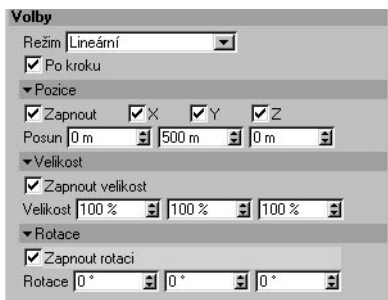 Volby
Režim Lineární
Po kroku
Pozice
Zapnout X Y Z
Posun 0 m 500 m 0 m
Velikost
Zapnout velikost
Velikost 100 % 100 % 100 %
Rotace
Zapnout rotaci
Rotace 0 ° 0 ° 0 °